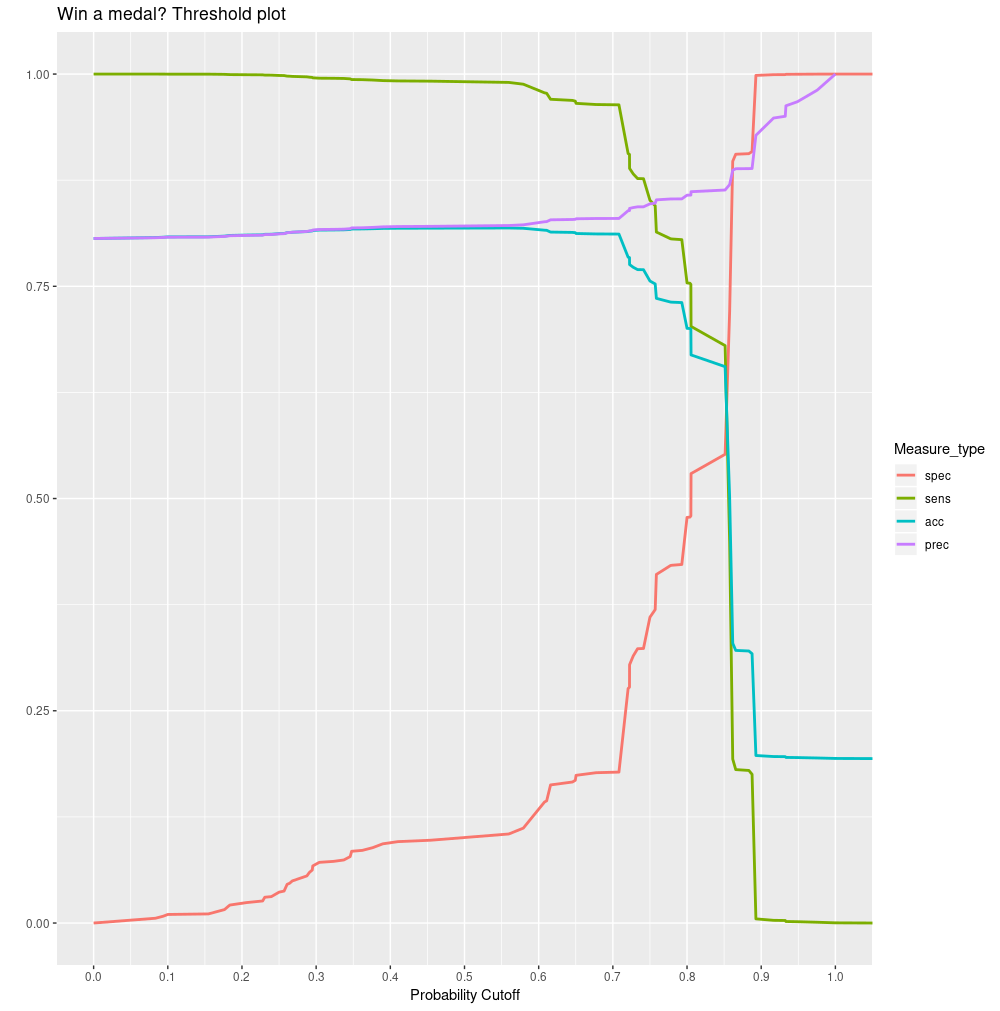 Win a medal? Threshold plot
1.00
0.75
0.50
0.25
0.00
0.0 0.1 0.2 0.3 0.4 0.5 0.6 0.7 0.8 0.9 1.0
Probability Cutoff
Measure_type
spec
sens
acc
prec